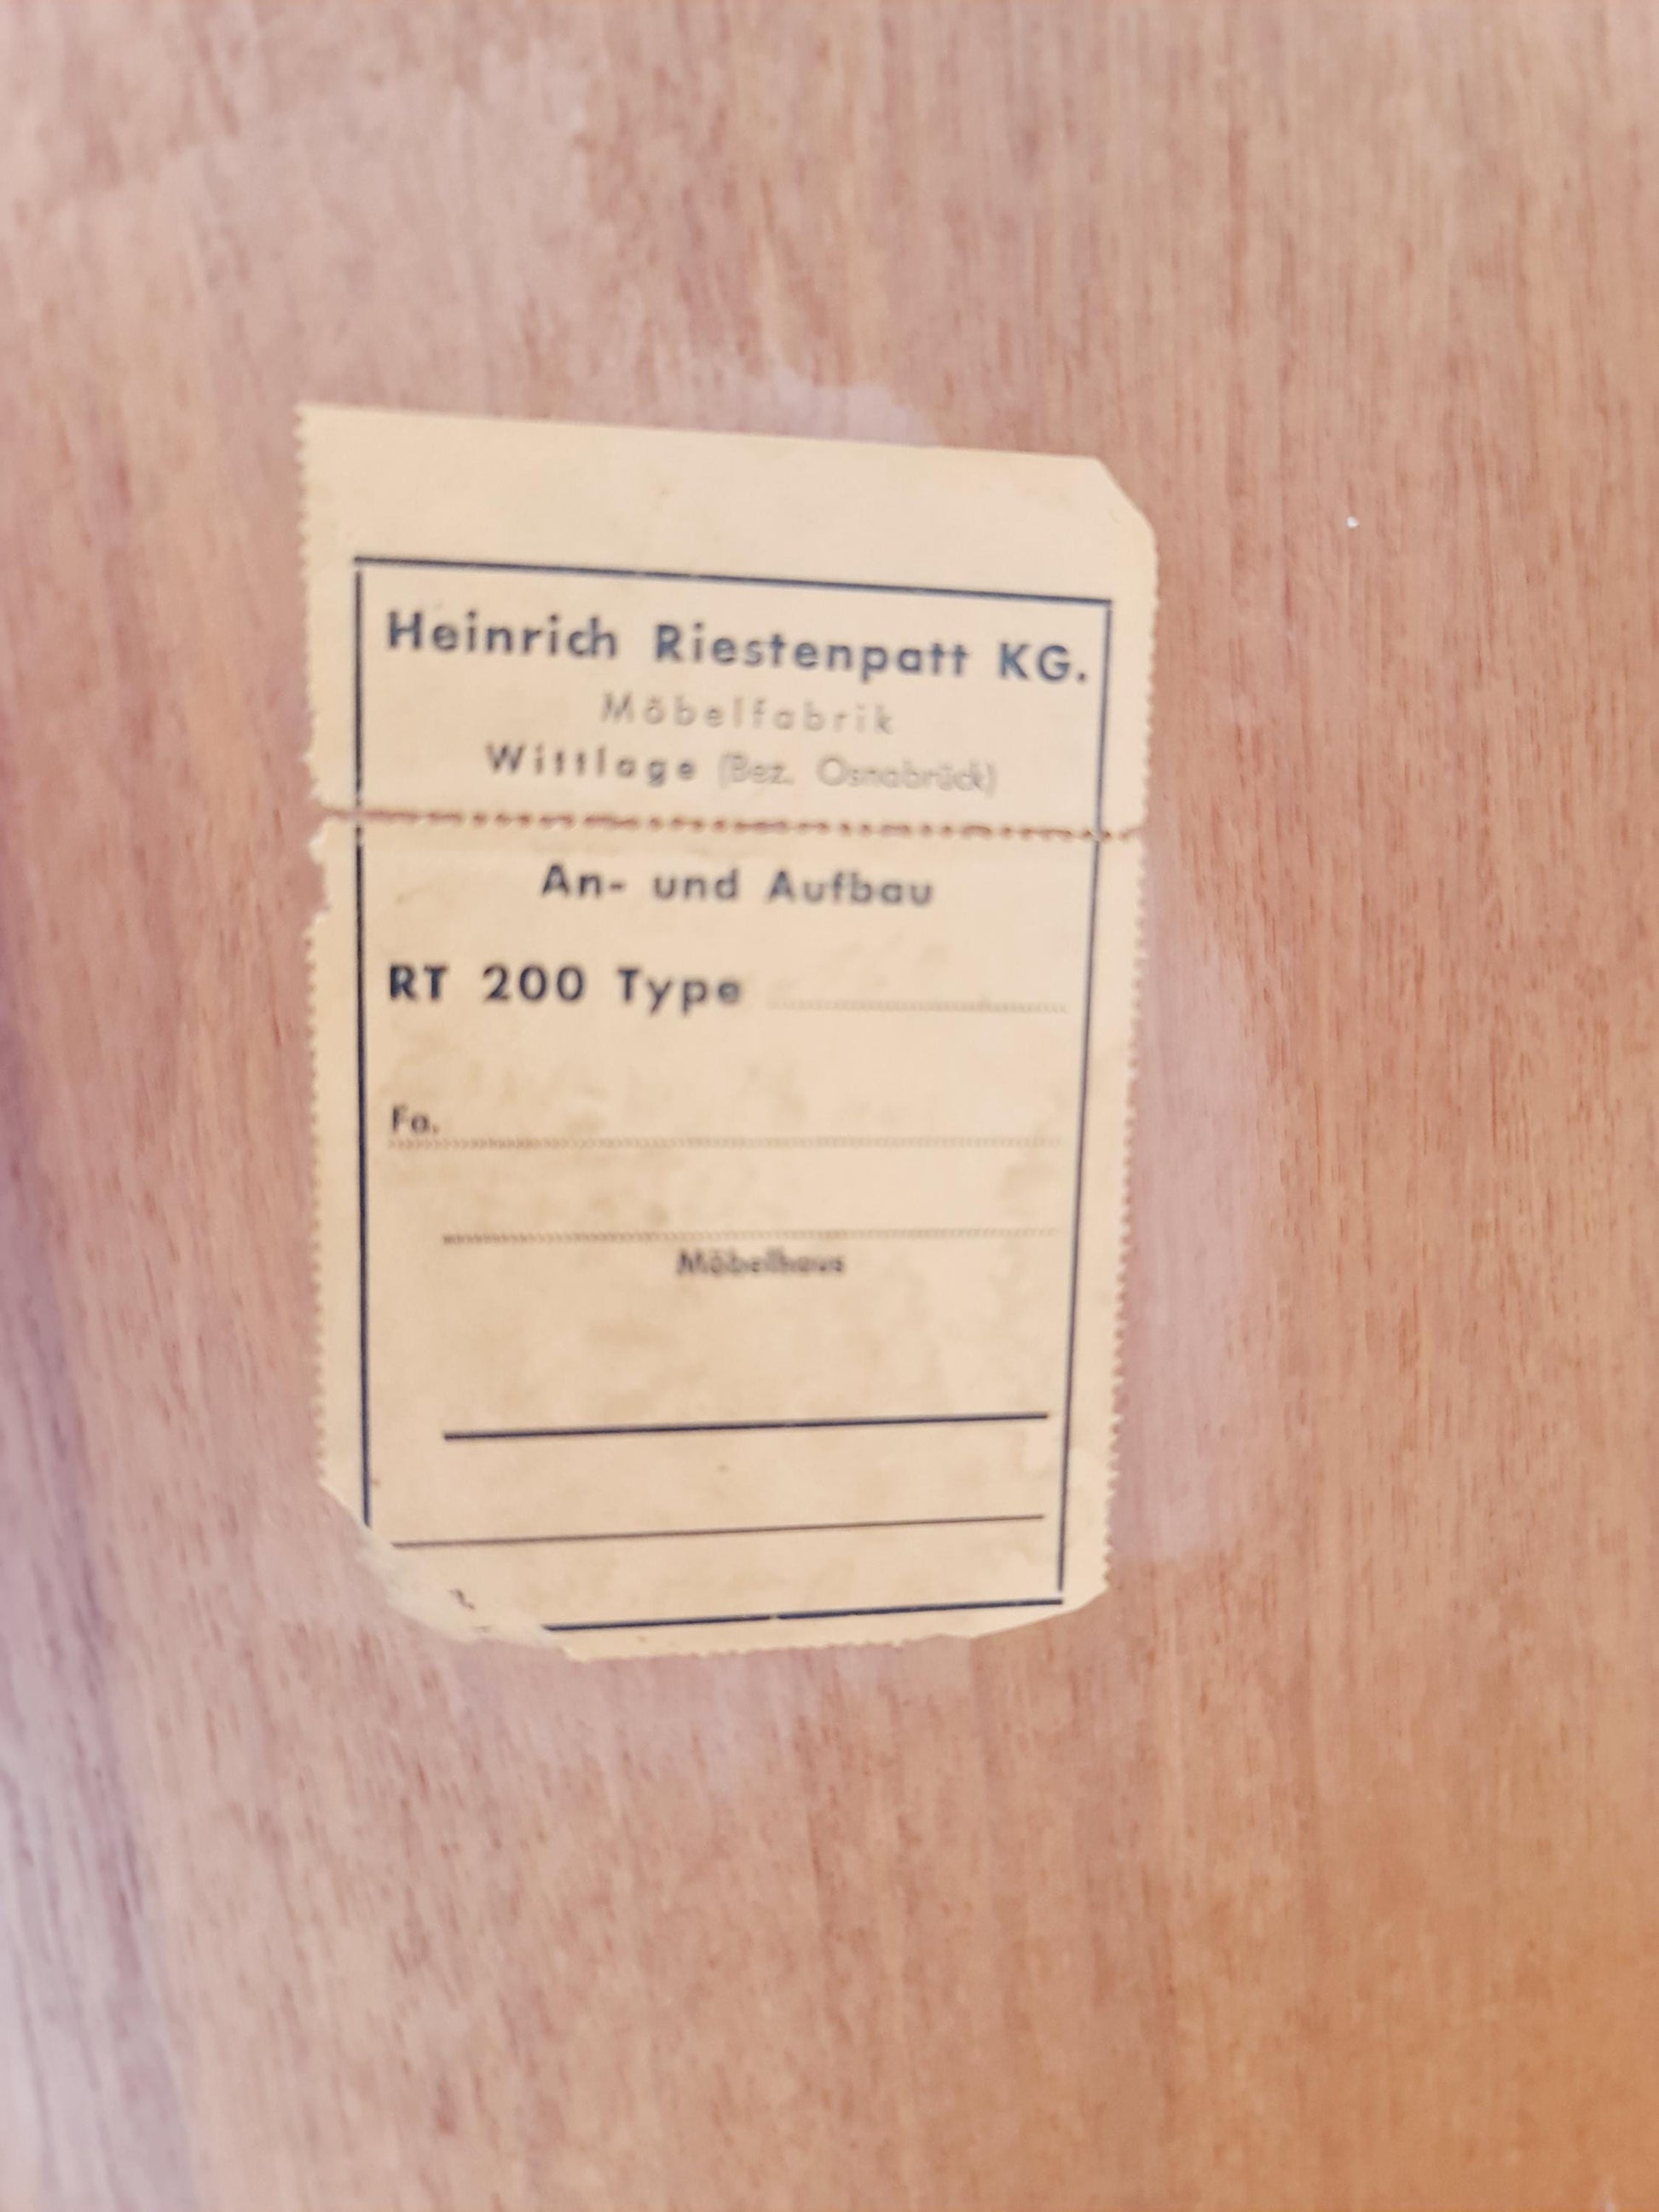 Heinrich Riestenpatt KG.
Möbelfabrik
Wittlage (Bez. Osnabrück)
An- und Aufbau
RT 200 Type
Fa.
Möbelhaus